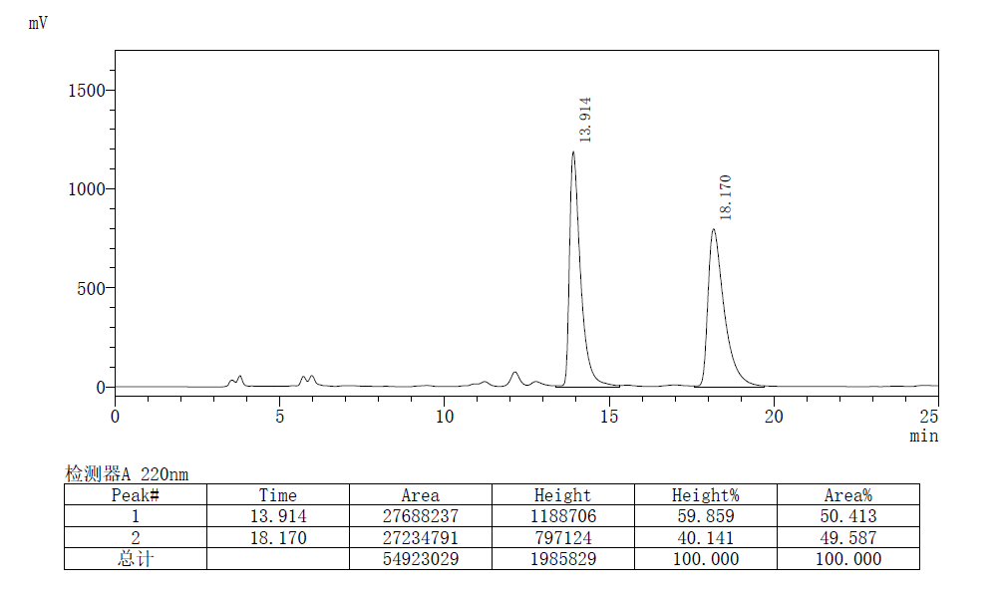 mV
1500
1000
500
0
13.914
18.170
0 5 10 15 20 25
min
检测器A 220nm
Peak# Time Area Height Height% Area%
1 13.914 27688237 1188706 59.859 50.413
2 18.170 27234791 797124 40.141 49.587
总计 54923029 1985829 100.000 100.000